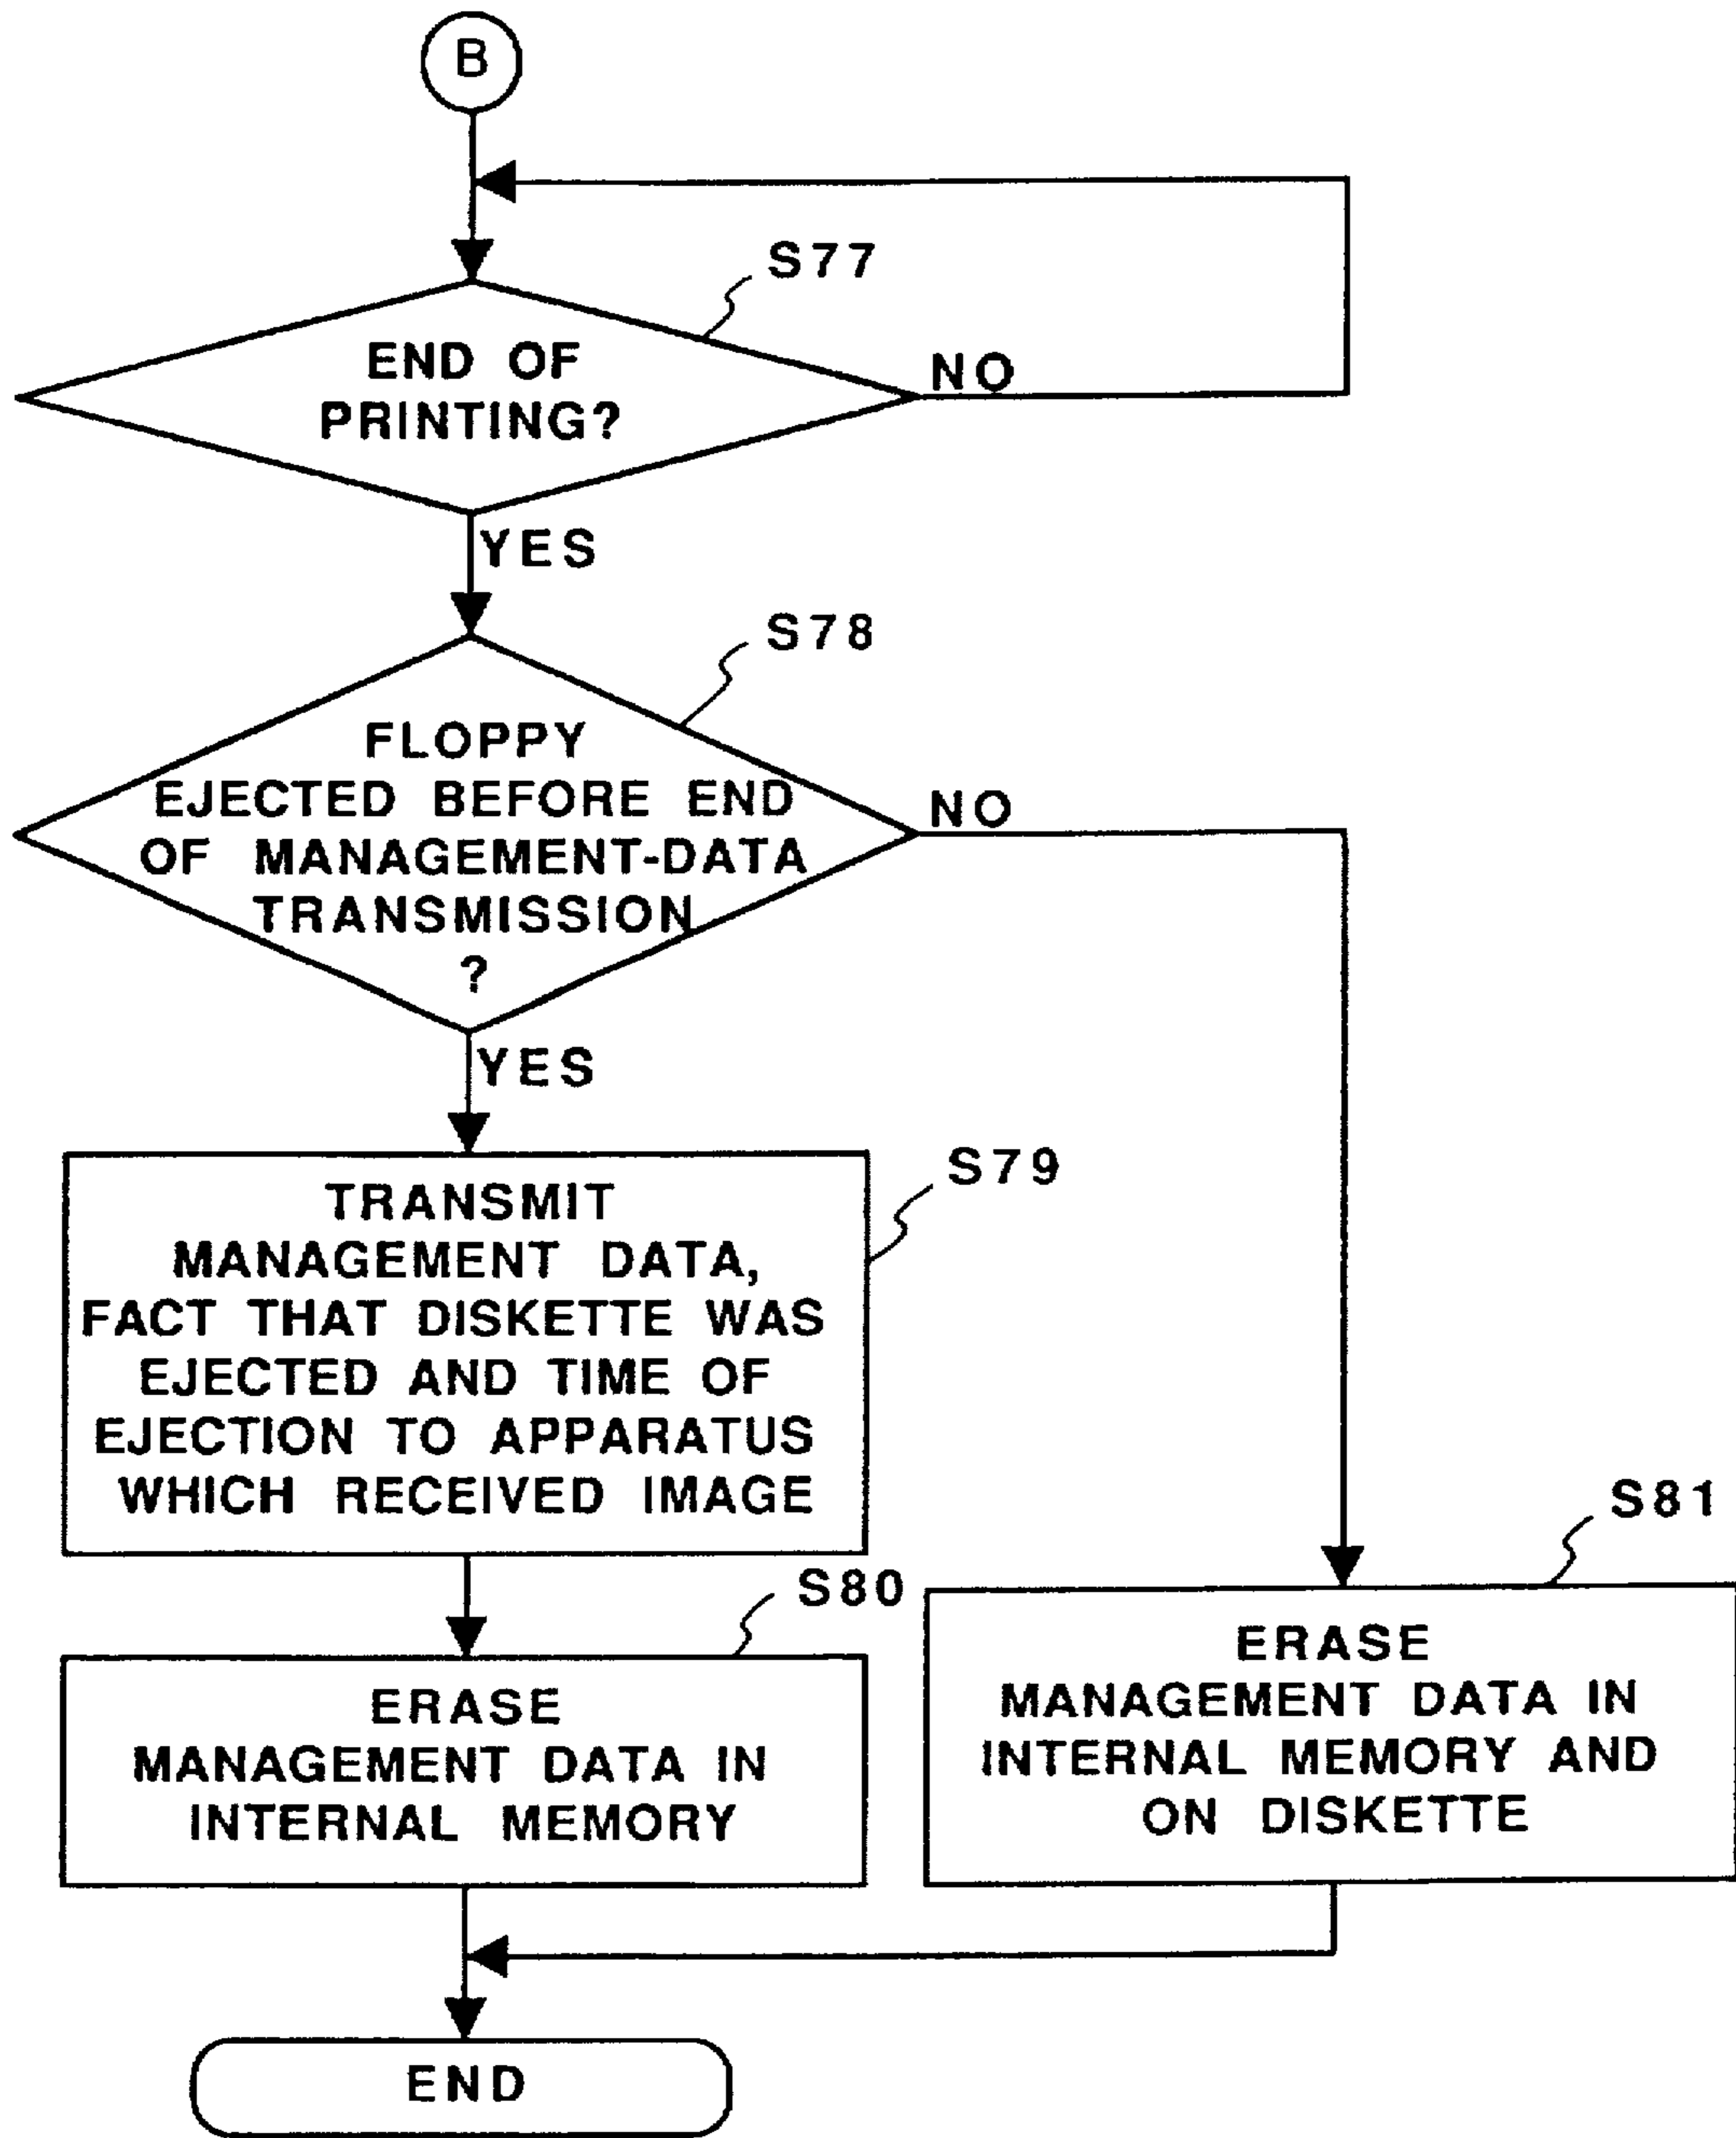 B
S77
END OF
PRINTING?
NO
YES
S78
FLOPPY
EJECTED BEFORE END
OF MANAGEMENT-DATA
TRANSMISSION
?
NO
YES
S79
TRANSMIT
MANAGEMENT DATA,
FACT THAT DISKETTE WAS
EJECTED AND TIME OF
EJECTION TO APPARATUS
WHICH RECEIVED IMAGE
S80
ERASE
MANAGEMENT DATA IN
INTERNAL MEMORY
S81
ERASE
MANAGEMENT DATA IN
INTERNAL MEMORY AND
ON DISKETTE
END